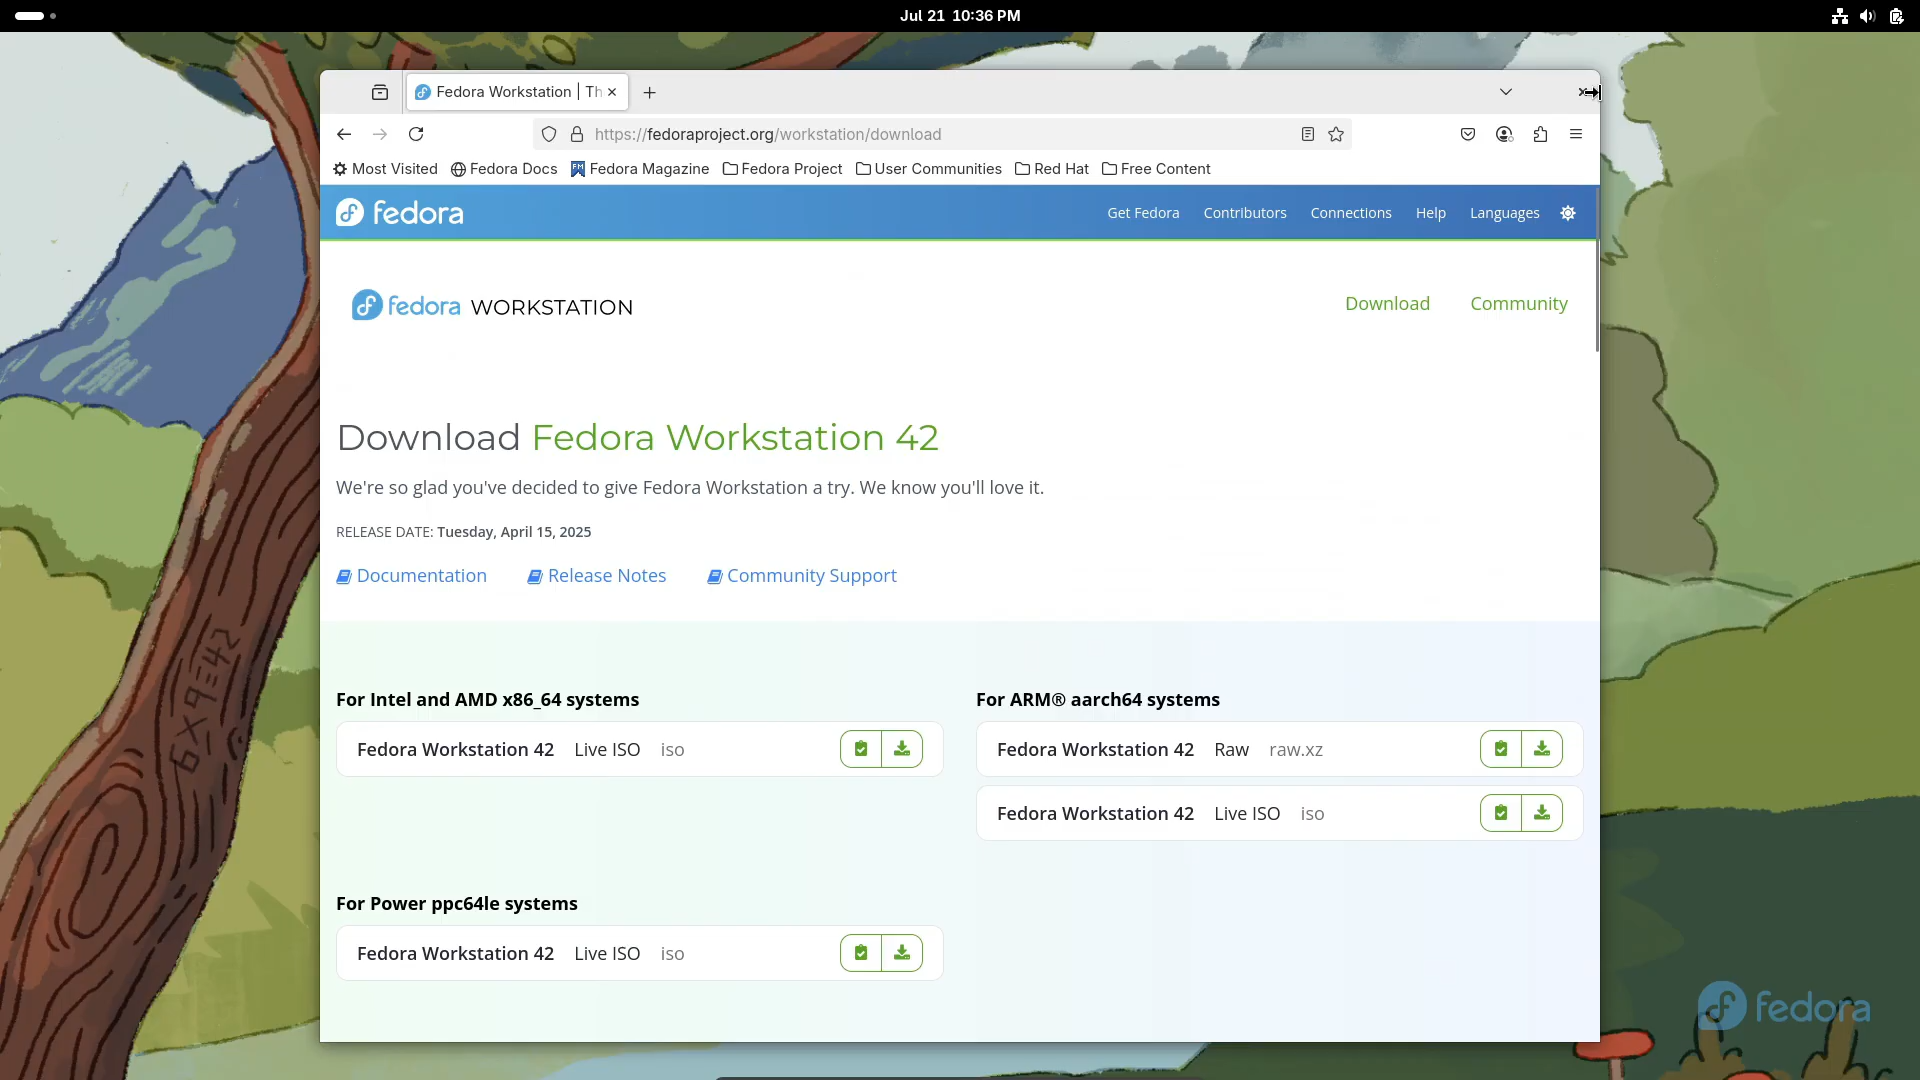 Jul 21 10:36 PM
Fedora Workstation | Th
https://fedoraproject.org/workstation/download
Most Visited Fedora Docs Fedora Magazine Fedora Project User Communities Red Hat Free Content
fedora Get Fedora Contributors Connections Help Languages
fedora WORKSTATION Download Community
Download Fedora Workstation 42
We're so glad you've decided to give Fedora Workstation a try. We know you'll love it.
RELEASE DATE: Tuesday, April 15, 2025
Documentation Release Notes Community Support
For Intel and AMD x86_64 systems
Fedora Workstation 42 Live ISO iso
For ARM® aarch64 systems
Fedora Workstation 42 Raw raw.xz
Fedora Workstation 42 Live ISO iso
For Power ppc64le systems
Fedora Workstation 42 Live ISO iso
6X9=42
fedora